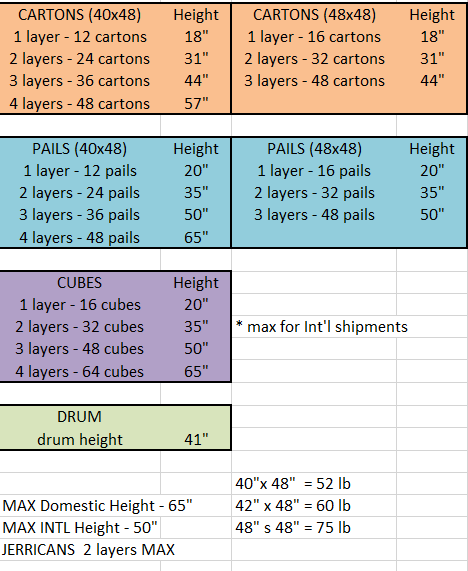 CARTONS (40x48) Height CARTONS (48x48) Height
1 layer - 12 cartons 18" 1 layer - 16 cartons 18"
2 layers - 24 cartons 31" 2 layers - 32 cartons 31"
3 layers - 36 cartons 44" 3 layers - 48 cartons 44"
4 layers - 48 cartons 57"
PAILS (40x48) Height PAILS (48x48) Height
1 layer - 12 pails 20" 1 layer - 16 pails 20"
2 layers - 24 pails 35" 2 layers - 32 pails 35"
3 layers - 36 pails 50" 3 layers - 48 pails 50"
4 layers - 48 pails 65"
CUBES Height
1 layer - 16 cubes 20"
2 layers - 32 cubes 35" * max for Int'l shipments
3 layers - 48 cubes 50"
4 layers - 64 cubes 65"
DRUM
drum height 41"
40"x 48" = 52 lb
MAX Domestic Height - 65" 42" x 48" = 60 lb
MAX INTL Height - 50" 48" s 48" = 75 lb
JERRICANS 2 layers MAX